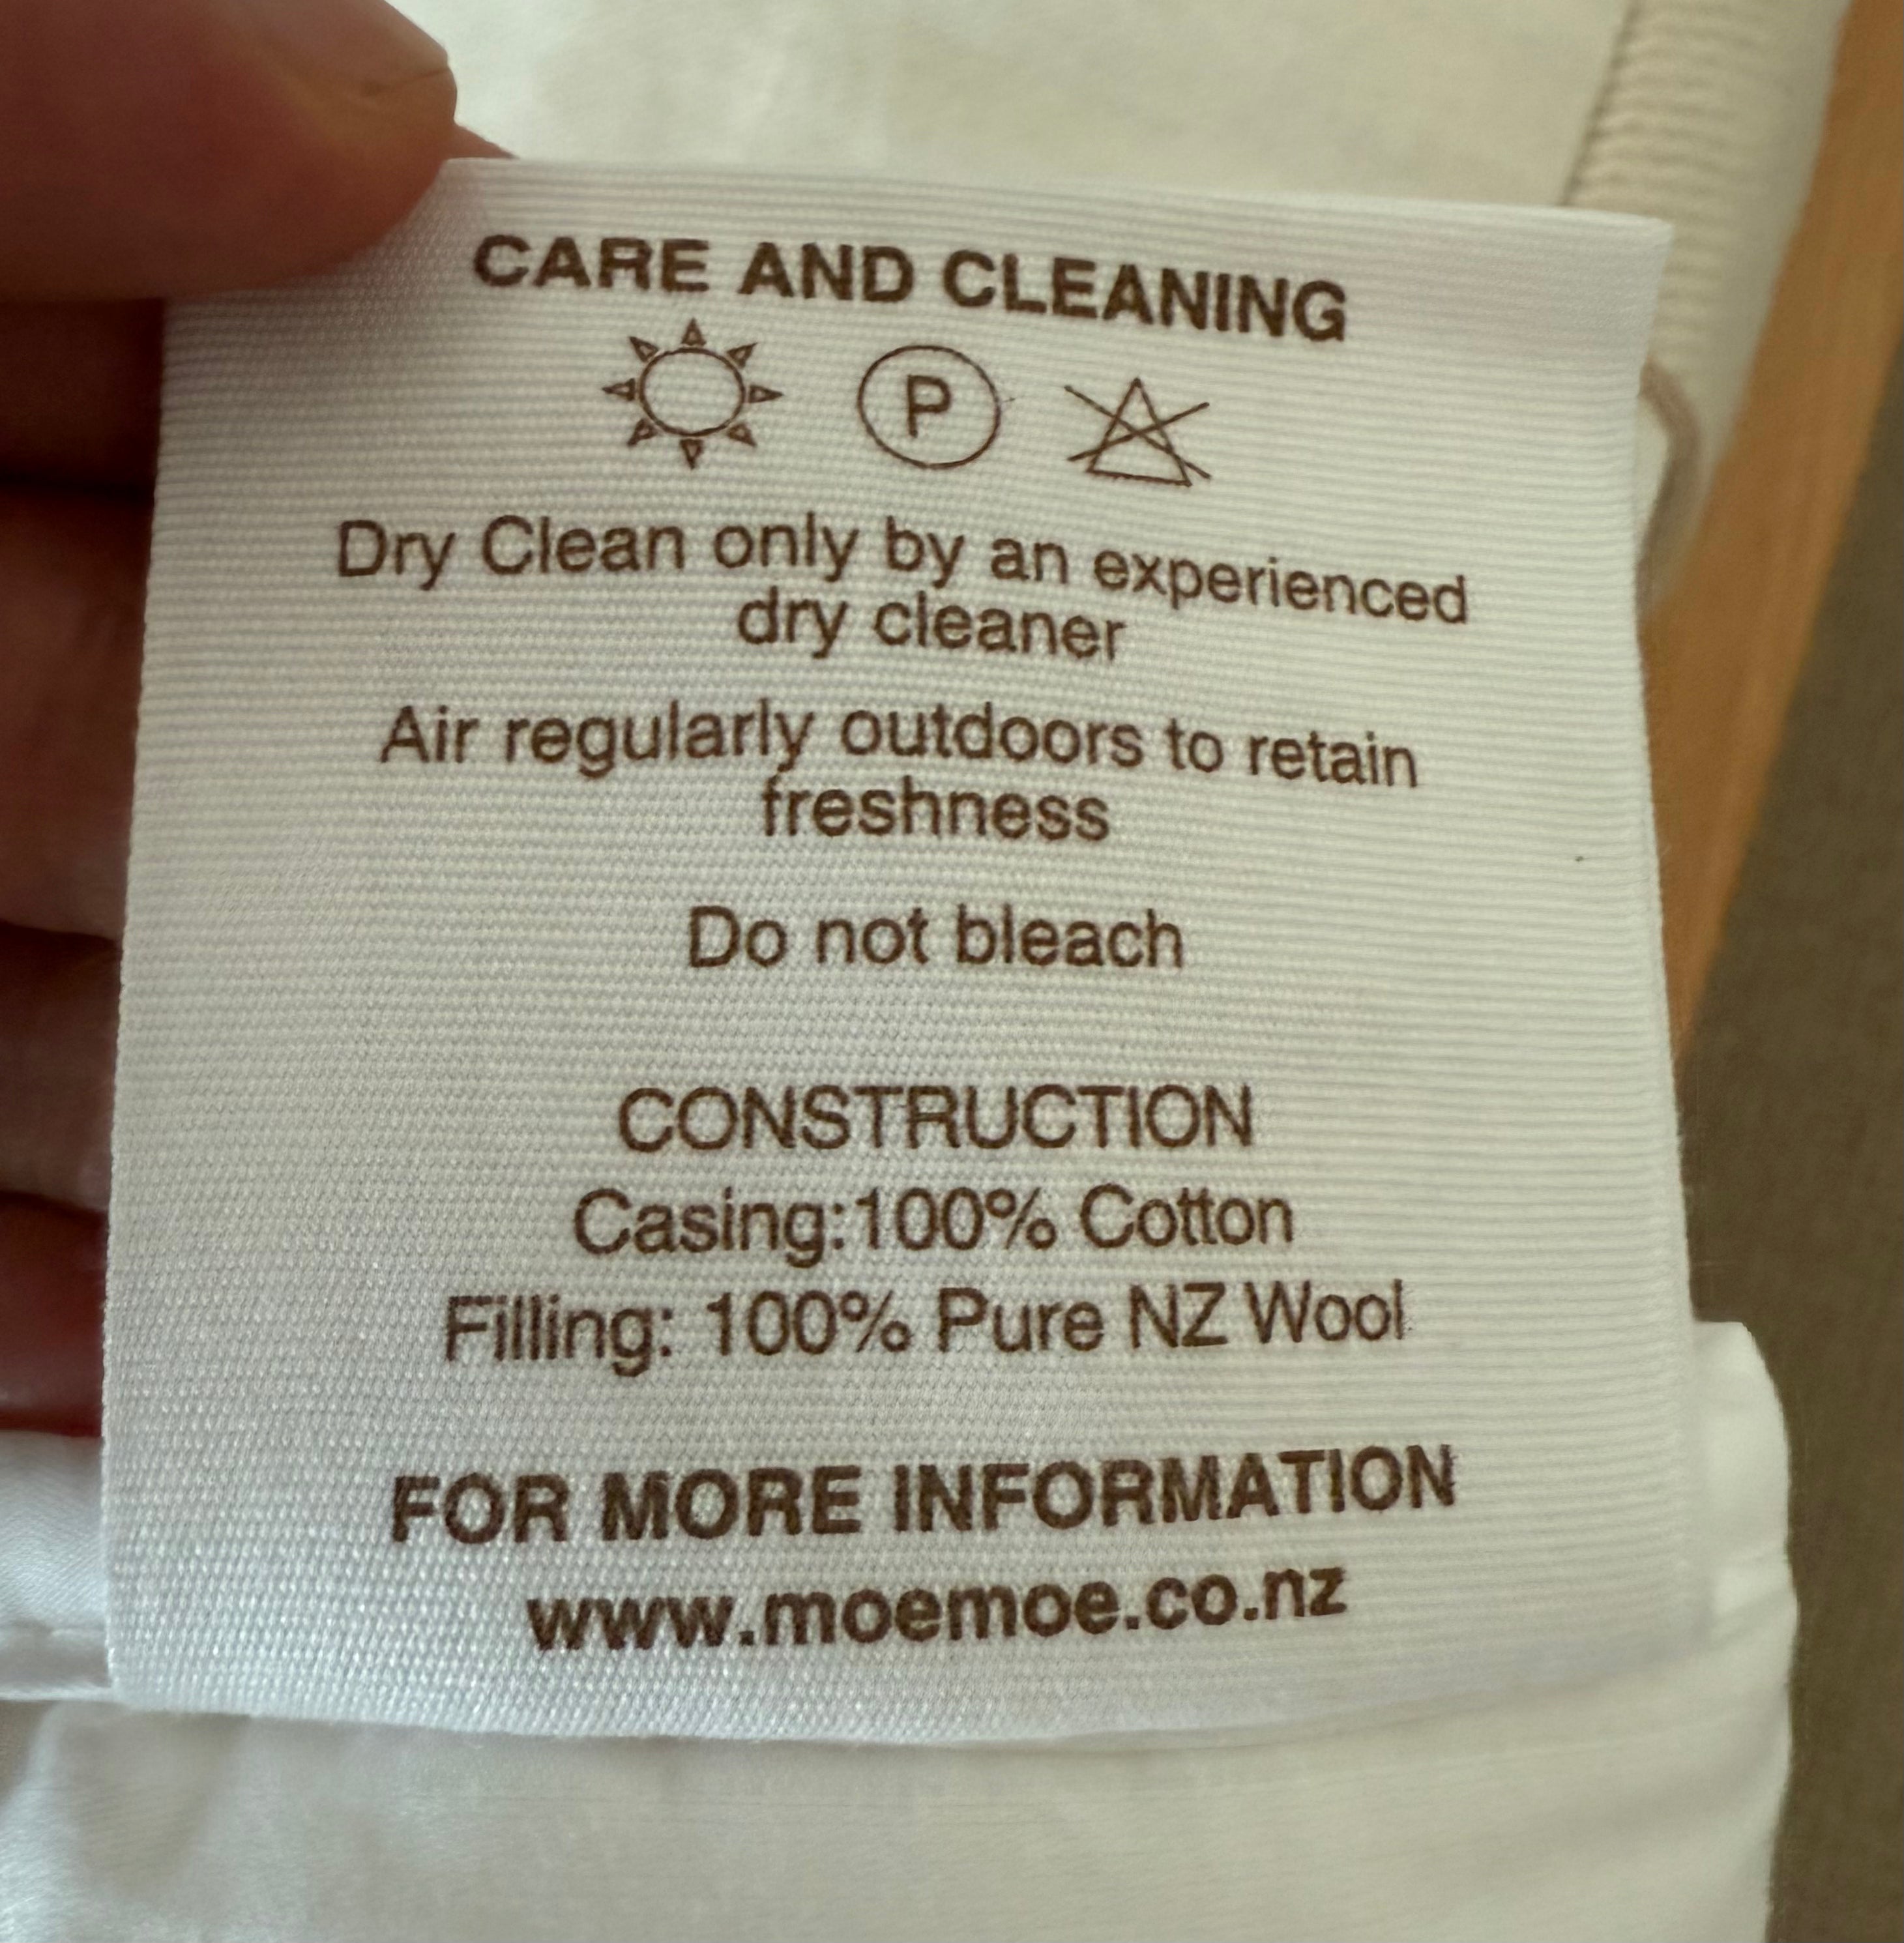 CARE AND CLEANING
P
Dry Clean only by an experienced
dry cleaner
Air regularly outdoors to retain
freshness
Do not bleach
CONSTRUCTION
Casing:100% Cotton
Filling: 100% Pure NZ Wool
FOR MORE INFORMATION
www.moemoe.co.nz